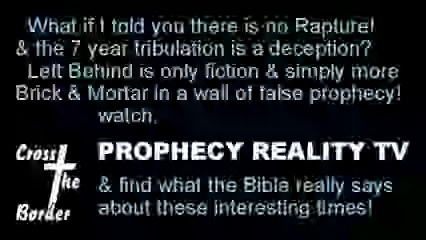 What if I told you there is no Rapture!
& the 7 year tribulation is a deception?
Left Behind is only fiction & simply more
Brick & Mortar in a wall of false prophecy!
watch,
PROPHECY REALITY TV
& find what the Bible really says
about these interesting times!
Cross
the
Border